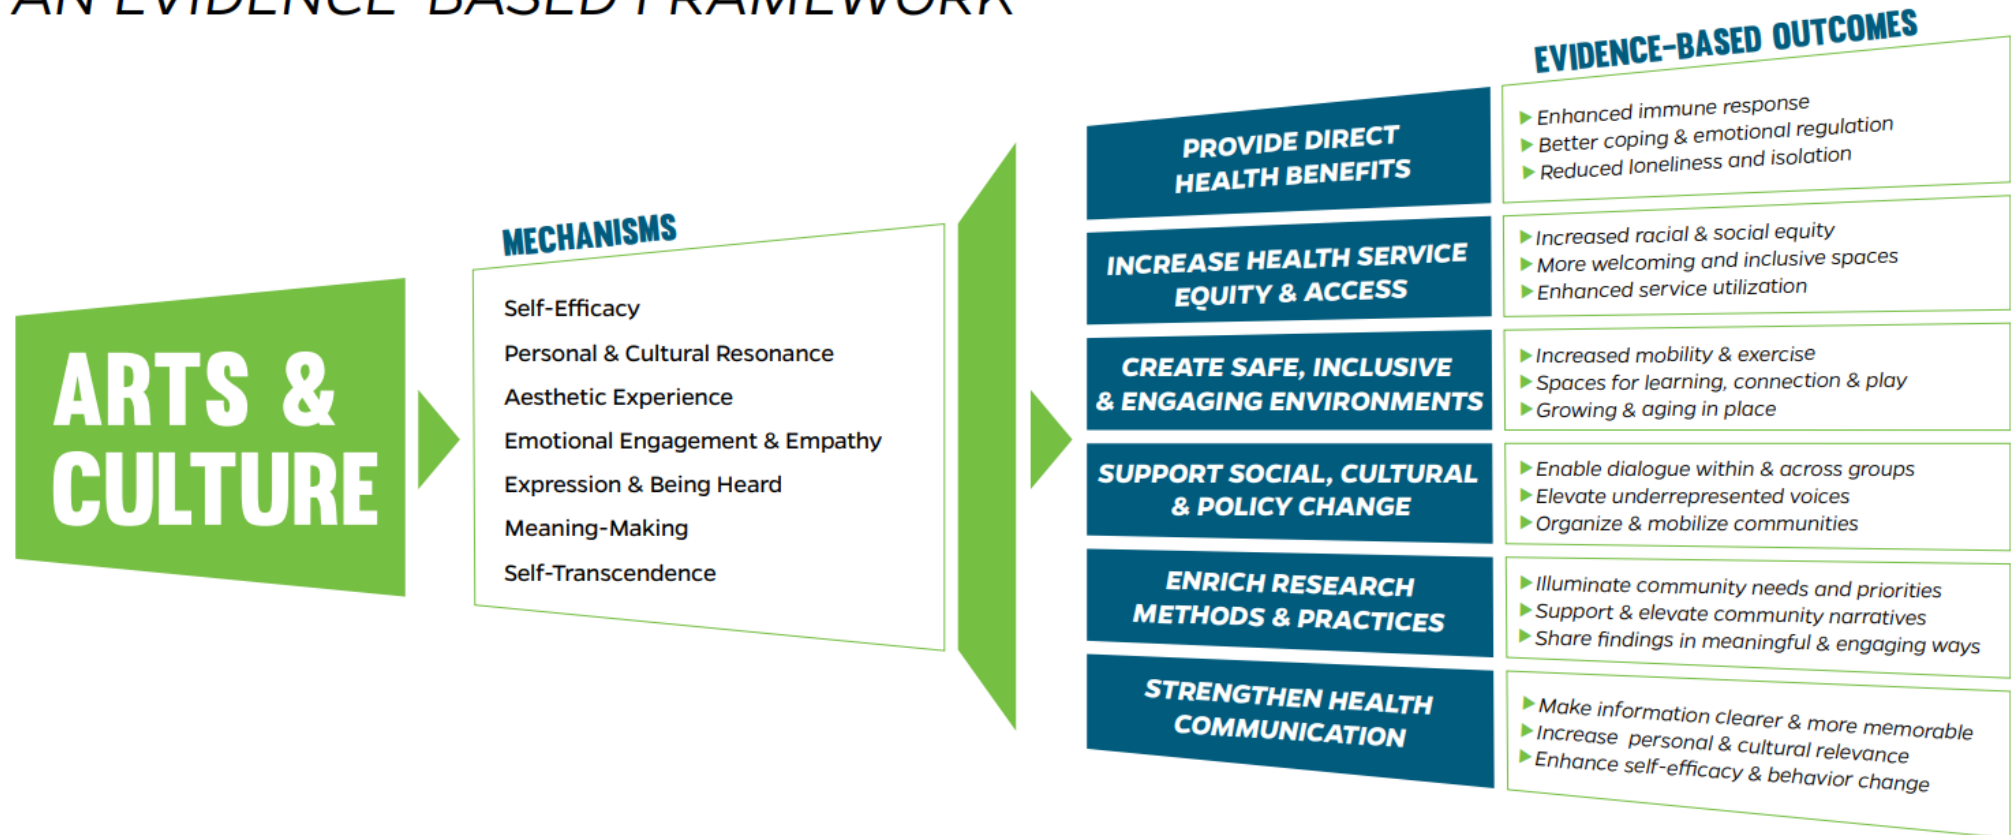 AN EVIDENCE-BASED FRAMEWORK
ARTS &
CULTURE
MECHANISMS
Self-Efficacy
Personal & Cultural Resonance
Aesthetic Experience
Emotional Engagement & Empathy
Expression & Being Heard
Meaning-Making
Self-Transcendence
EVIDENCE-BASED OUTCOMES
PROVIDE DIRECT
HEALTH BENEFITS
Enhanced immune response
Better coping & emotional regulation
Reduced loneliness and isolation
INCREASE HEALTH SERVICE
EQUITY & ACCESS
Increased racial & social equity
More welcoming and inclusive spaces
Enhanced service utilization
CREATE SAFE, INCLUSIVE
& ENGAGING ENVIRONMENTS
Increased mobility & exercise
Spaces for learning, connection & play
Growing & aging in place
SUPPORT SOCIAL, CULTURAL
& POLICY CHANGE
Enable dialogue within & across groups
Elevate underrepresented voices
Organize & mobilize communities
ENRICH RESEARCH
METHODS & PRACTICES
Illuminate community needs and priorities
Support & elevate community narratives
Share findings in meaningful & engaging ways
STRENGTHEN HEALTH
COMMUNICATION
Make information clearer & more memorable
Increase personal & cultural relevance
Enhance self-efficacy & behavior change